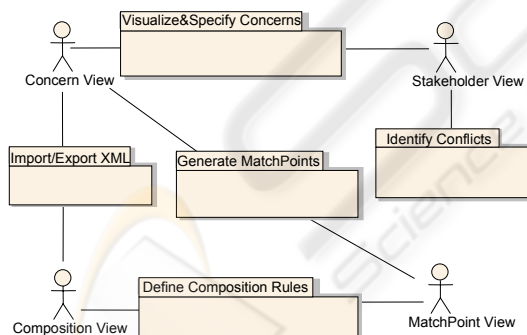 Visualize&Specify Concerns
Concern View
Stakeholder View
Identify Conflicts
Import/Export XML
Generate MatchPoints
Define Composition Rules
Composition View
MatchPoint View
Science